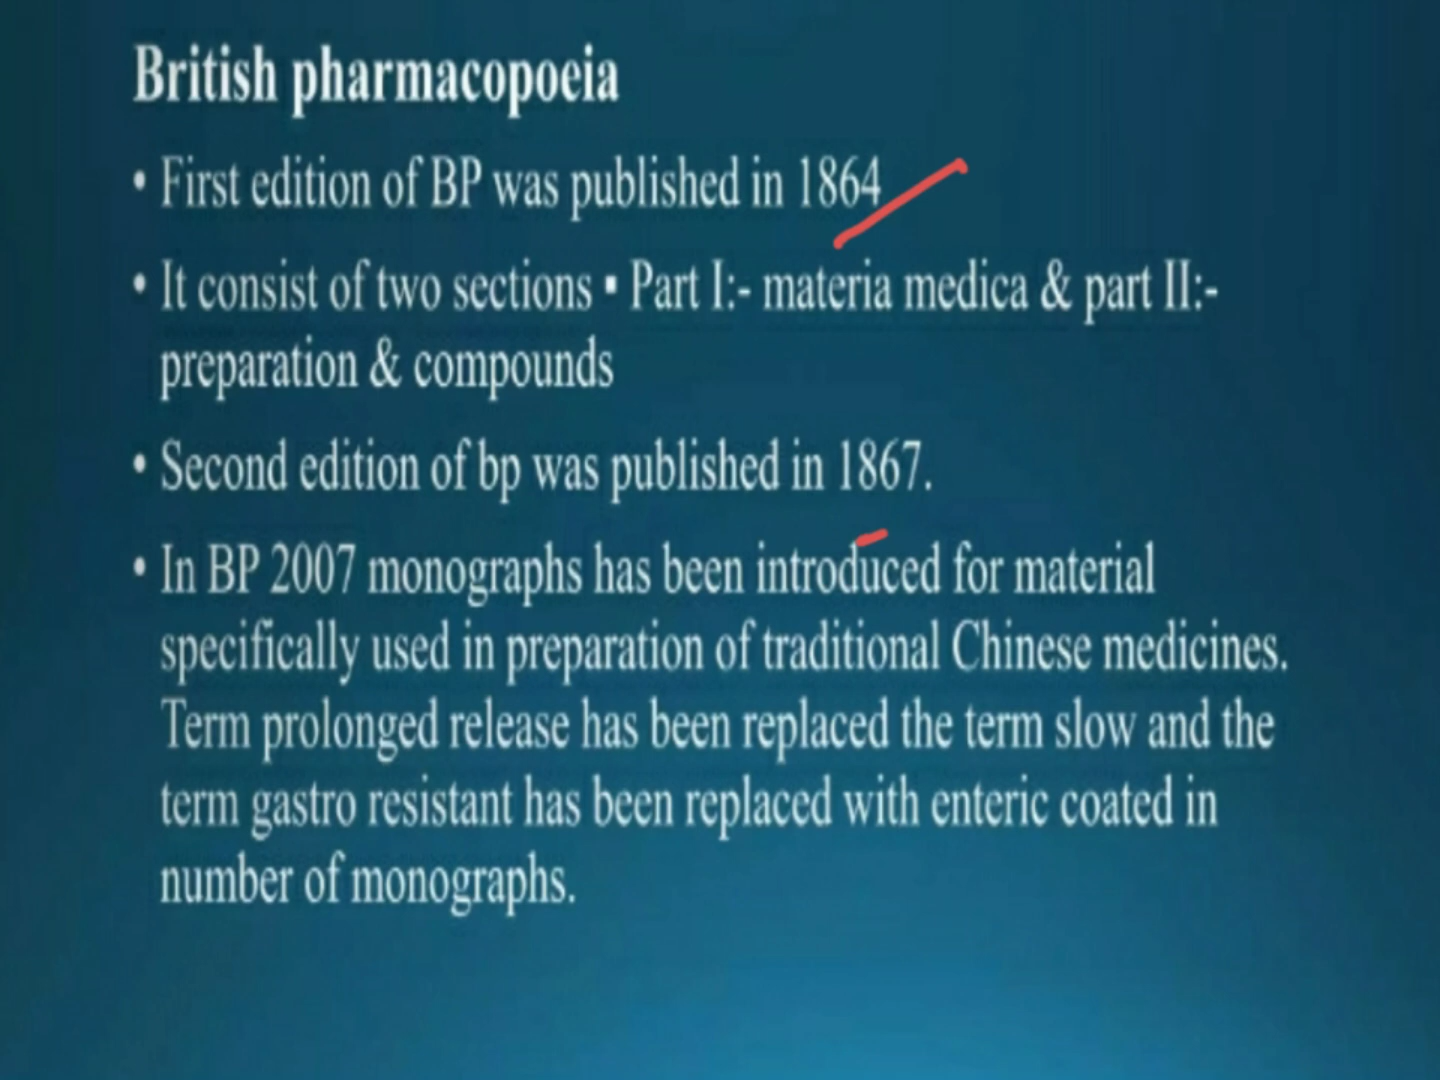 British pharmacopoeia
• First edition of BP was published in 1864
• It consist of two sections ▪ Part I:- materia medica & part II:-
preparation & compounds
• Second edition of bp was published in 1867.
• In BP 2007 monographs has been introduced for material
specifically used in preparation of traditional Chinese medicines.
Term prolonged release has been replaced the term slow and the
term gastro resistant has been replaced with enteric coated in
number of monographs.